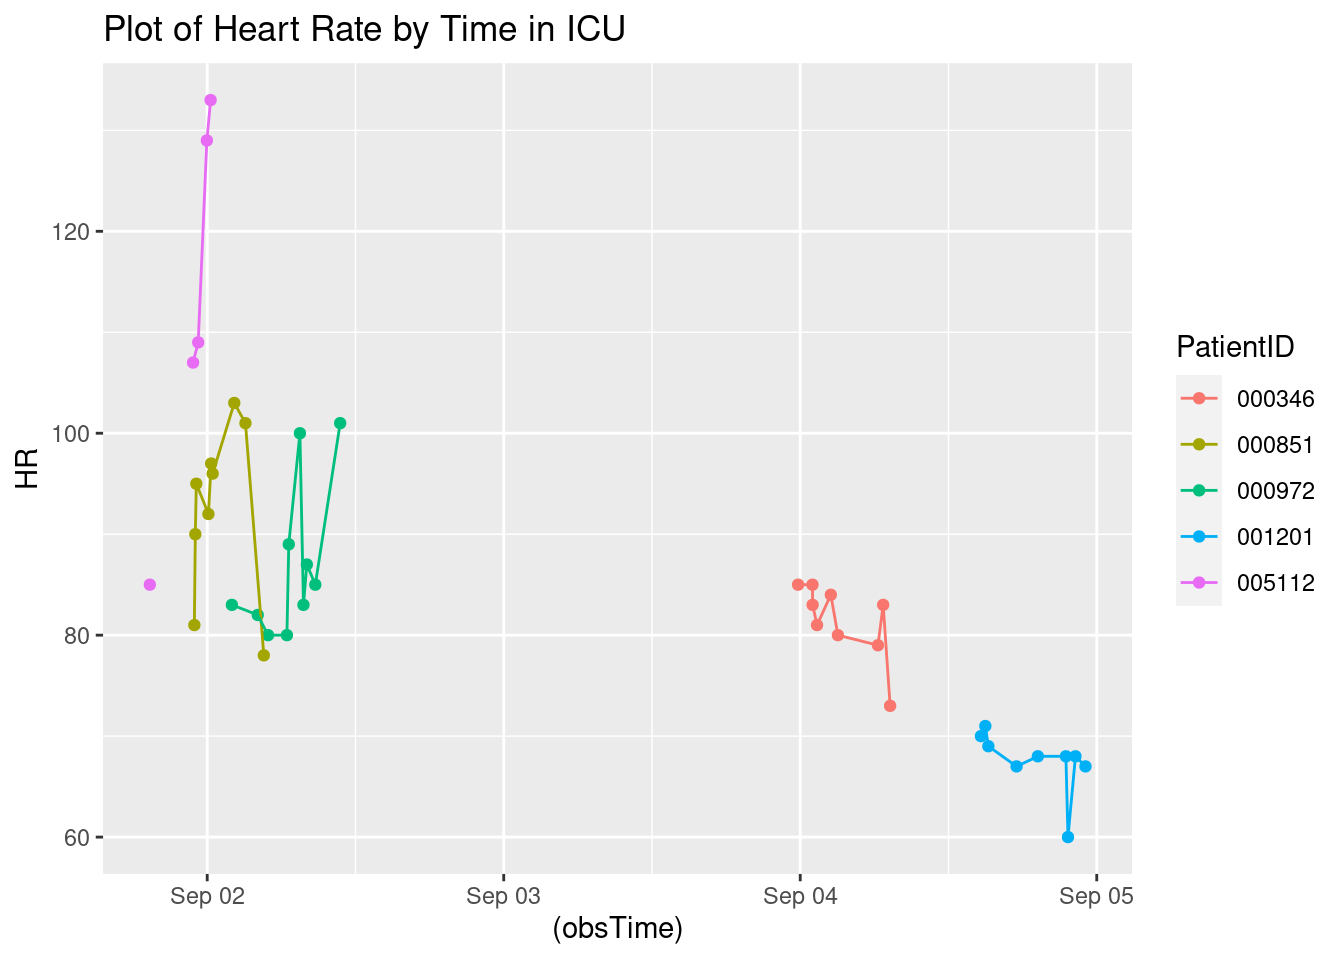 Plot of Heart Rate by Time in ICU
HR
120
100
80
60
Sep 02
Sep 03
Sep 04
Sep 05
(obsTime)
PatientID
000346
000851
000972
001201
005112